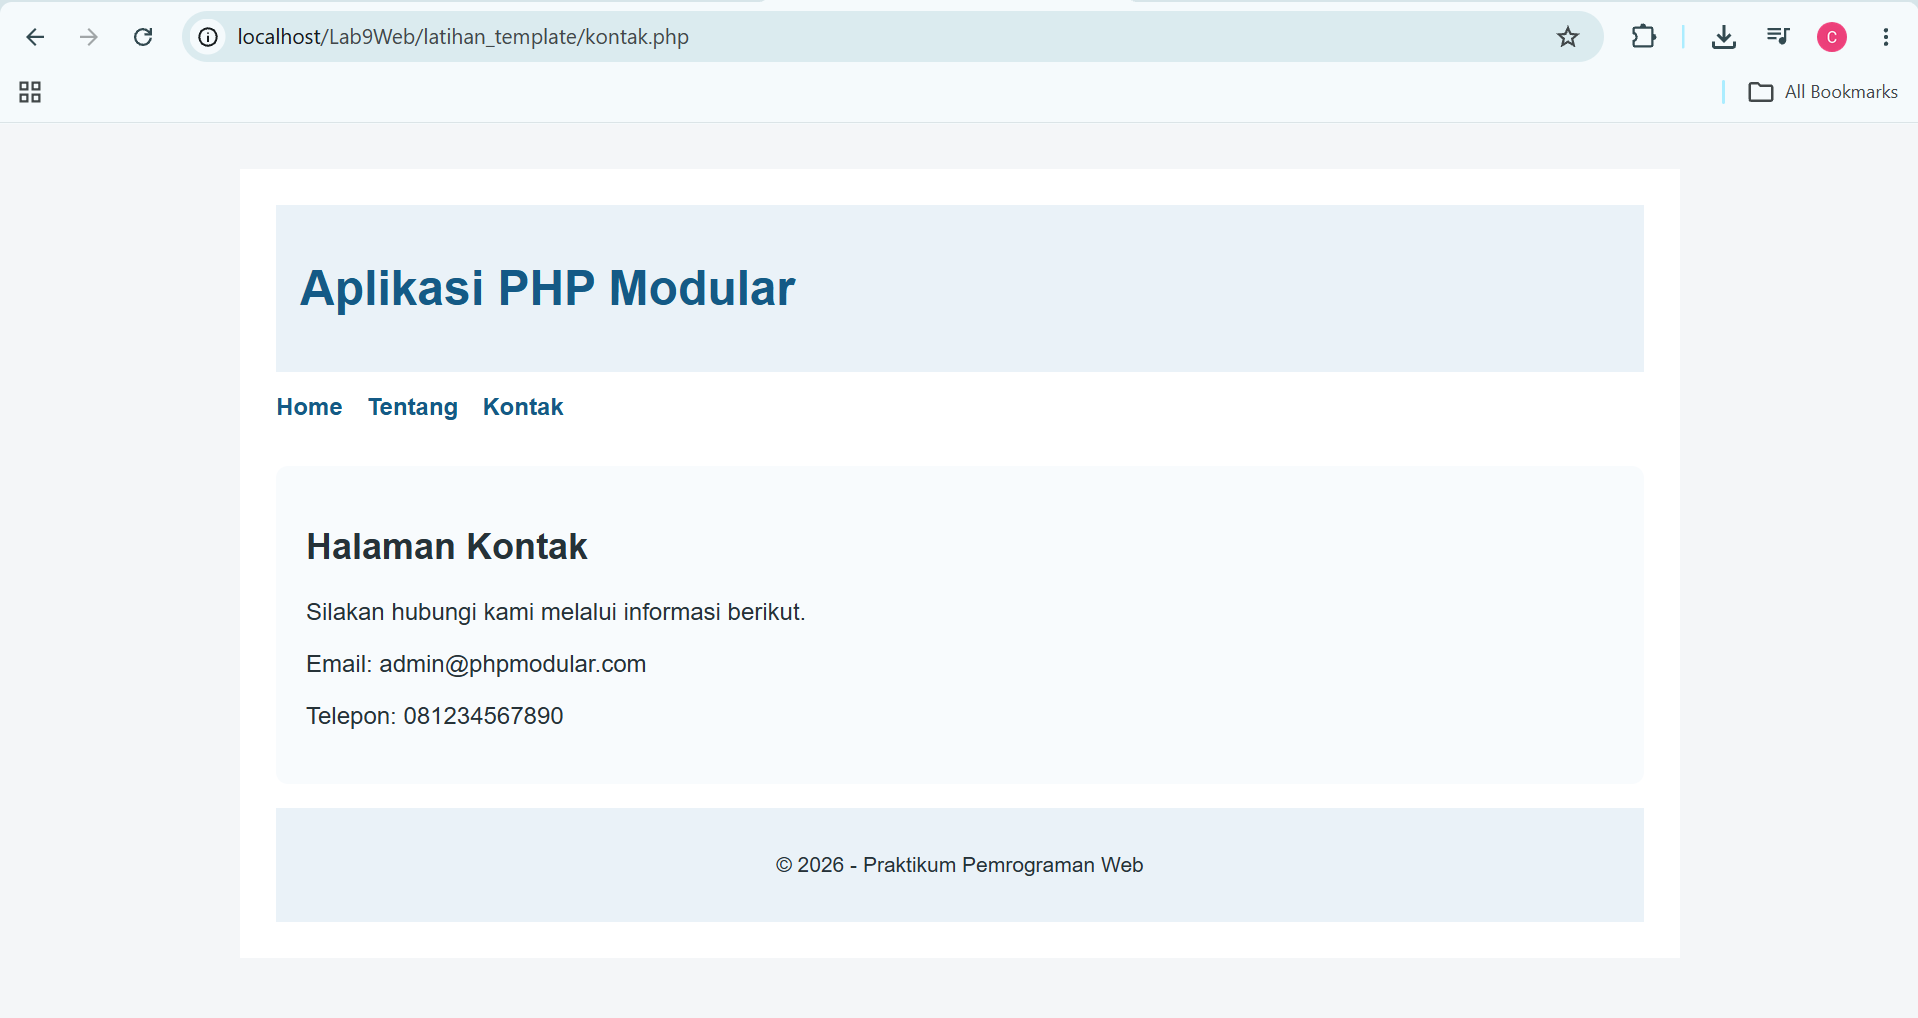 localhost/Lab9Web/latihan_template/kontak.php
C
All Bookmarks
Aplikasi PHP Modular
Home Tentang Kontak
Halaman Kontak
Silakan hubungi kami melalui informasi berikut.
Email: admin@phpmodular.com
Telepon: 081234567890
© 2026 - Praktikum Pemrograman Web